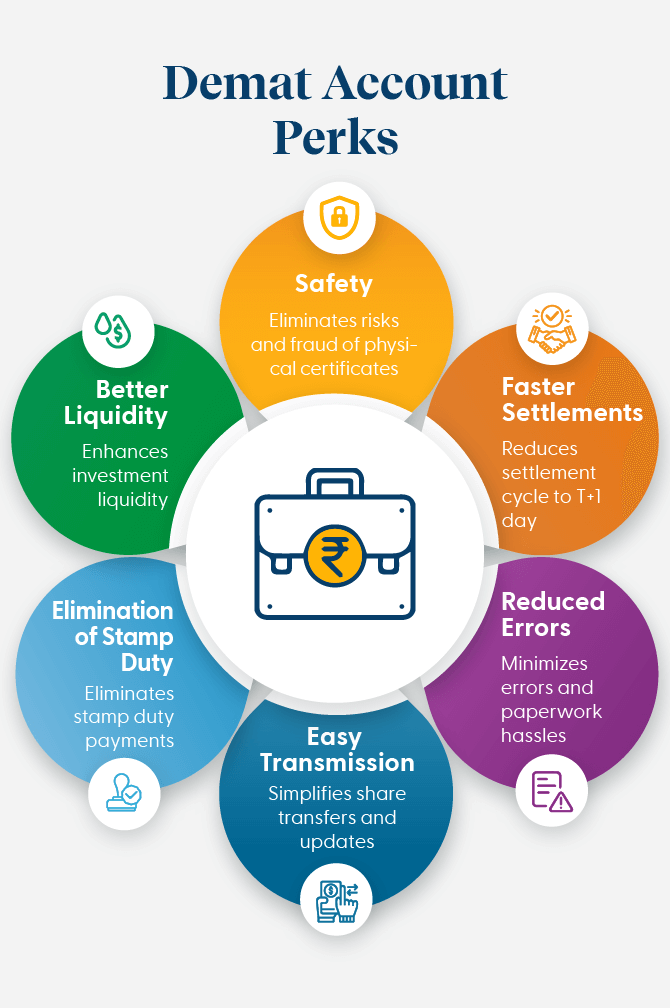 Demat Account
Perks
Safety
Eliminates risks
and fraud of physi-
cal certificates
Faster
Settlements
Reduces
settlement
cycle to T+1
day
Reduced
Errors
Minimizes
errors and
paperwork
hassles
Easy
Transmission
Simplifies share
transfers and
updates
Elimination
of Stamp
Duty
Eliminates
stamp duty
payments
Better
Liquidity
Enhances
investment
liquidity
₹